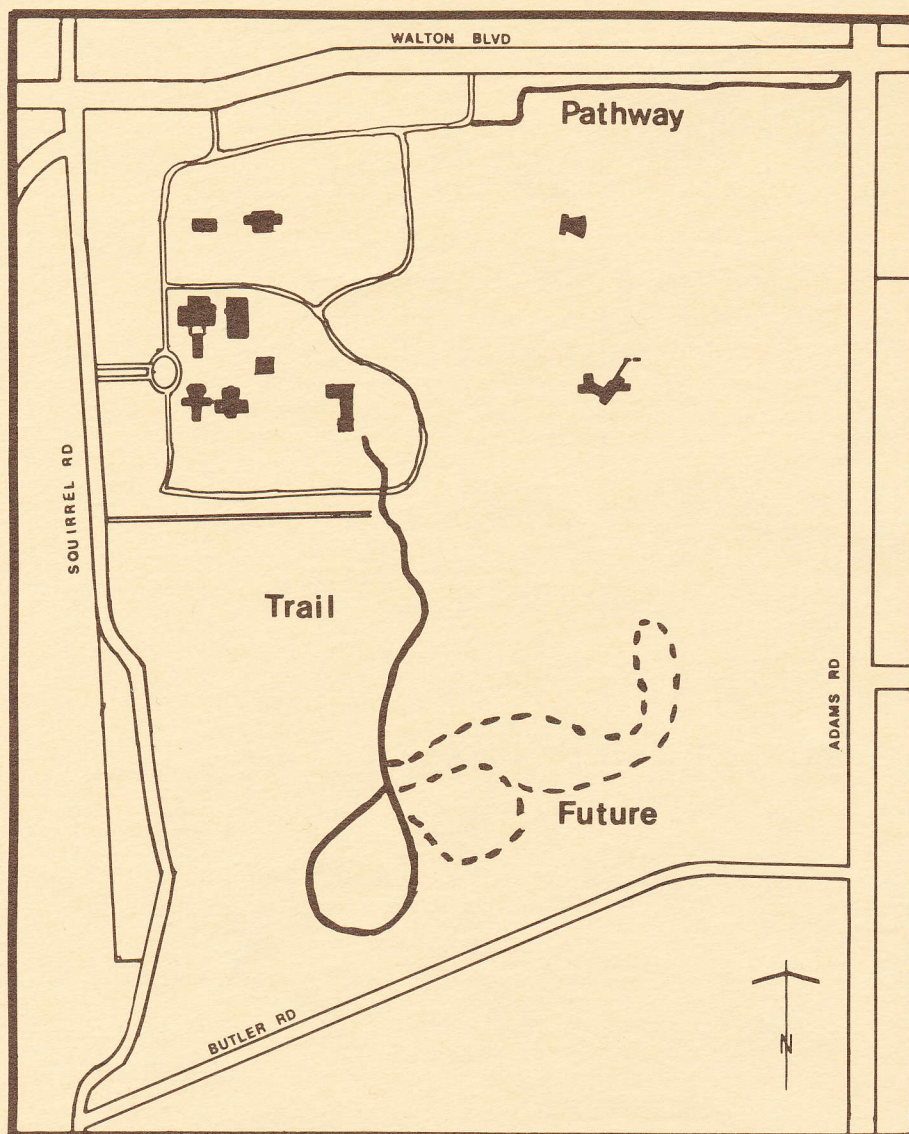 WALTON BLVD
Pathway
SQUIRREL RD
Trail
ADAMS RD
Future
BUTLER RD
N